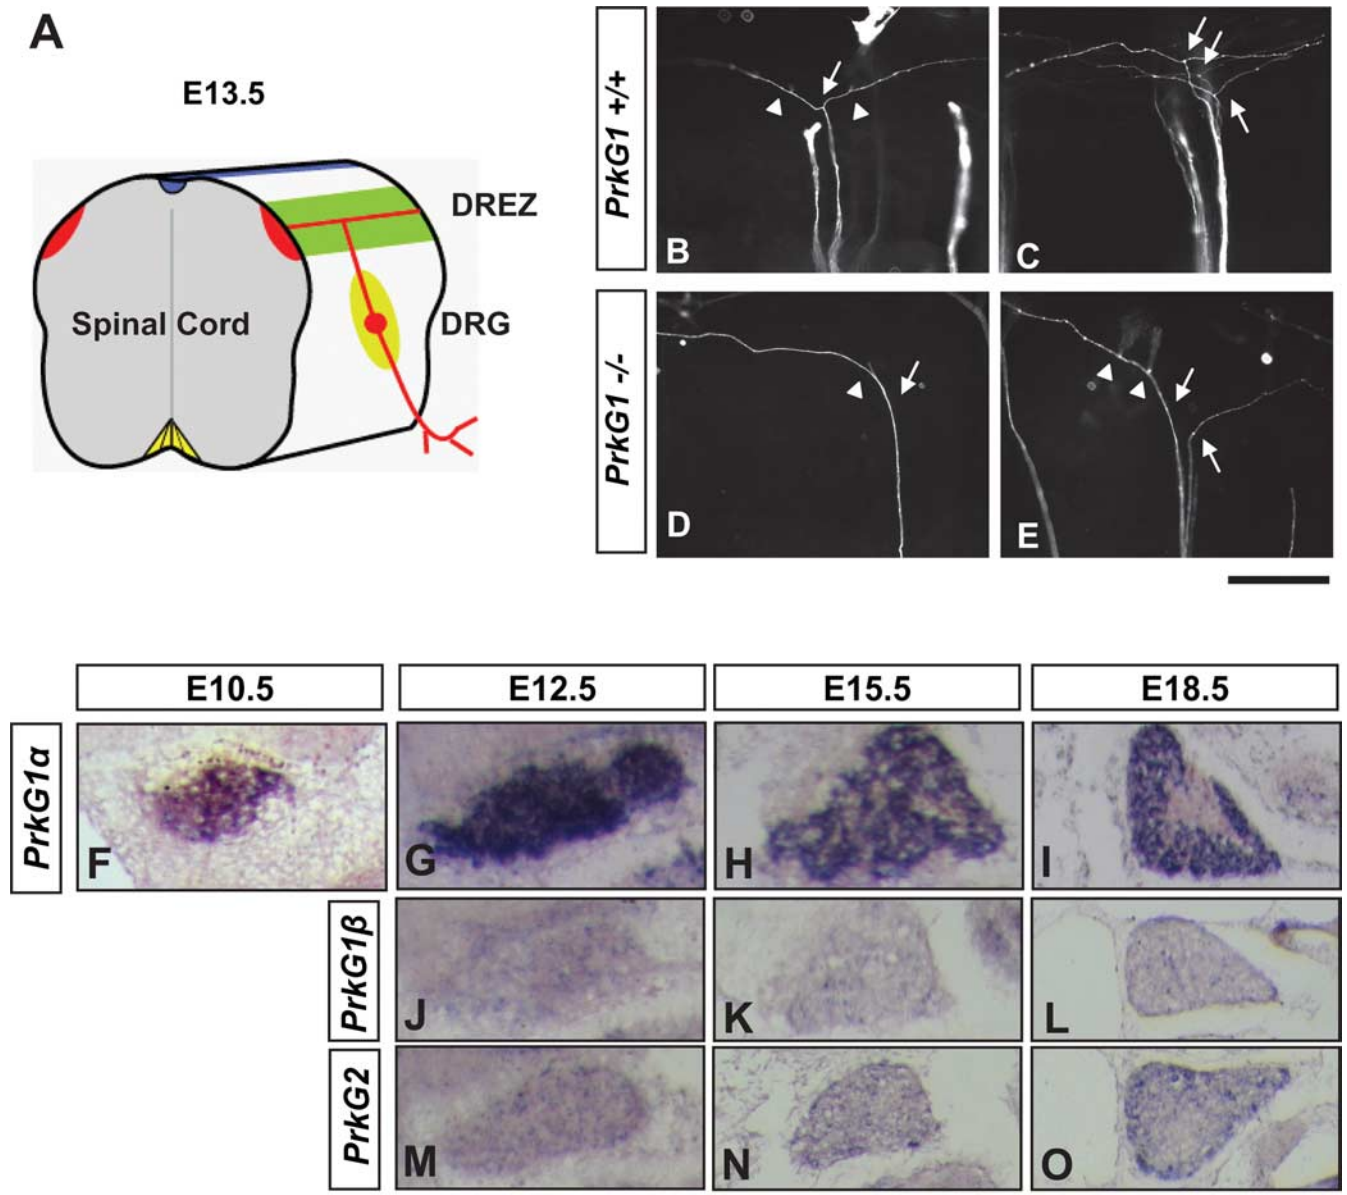 A
E13.5
DREZ
Spinal Cord
DRG
PrkG1 +/+
B
C
PrkG1 -/-
D
E
E10.5
E12.5
E15.5
E18.5
PrkG1α
F
G
H
I
PrkG1β
J
K
L
PrkG2
M
N
O